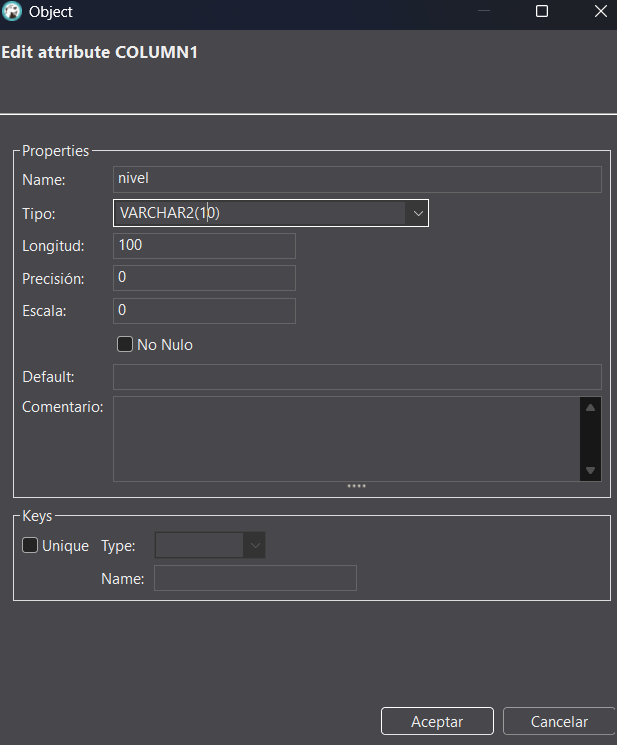 Object
Edit attribute COLUMN1
Properties
Name: nivel
Tipo: VARCHAR2(10)
Longitud: 100
Precisión: 0
Escala: 0
No Nulo
Default:
Comentario:
Keys
Unique Type:
Name:
Aceptar Cancelar